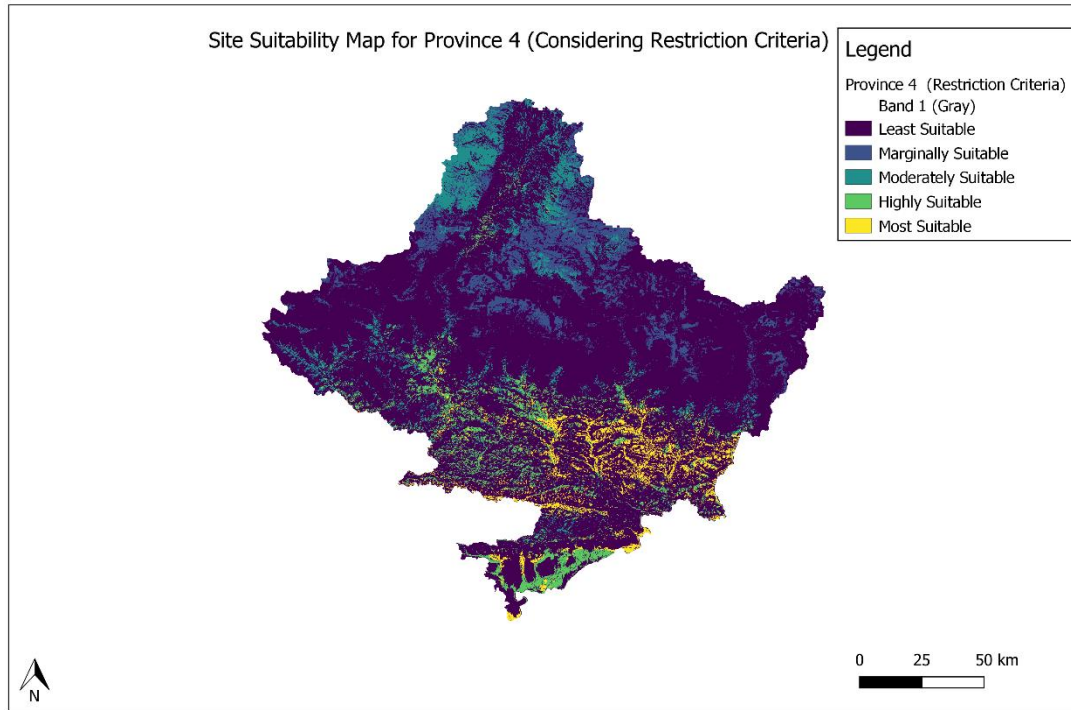 Site Suitability Map for Province 4 (Considering Restriction Criteria)
Legend
Province 4 (Restriction Criteria)
Band 1 (Gray)
Least Suitable
Marginally Suitable
Moderately Suitable
Highly Suitable
Most Suitable
N
0 25 50 km